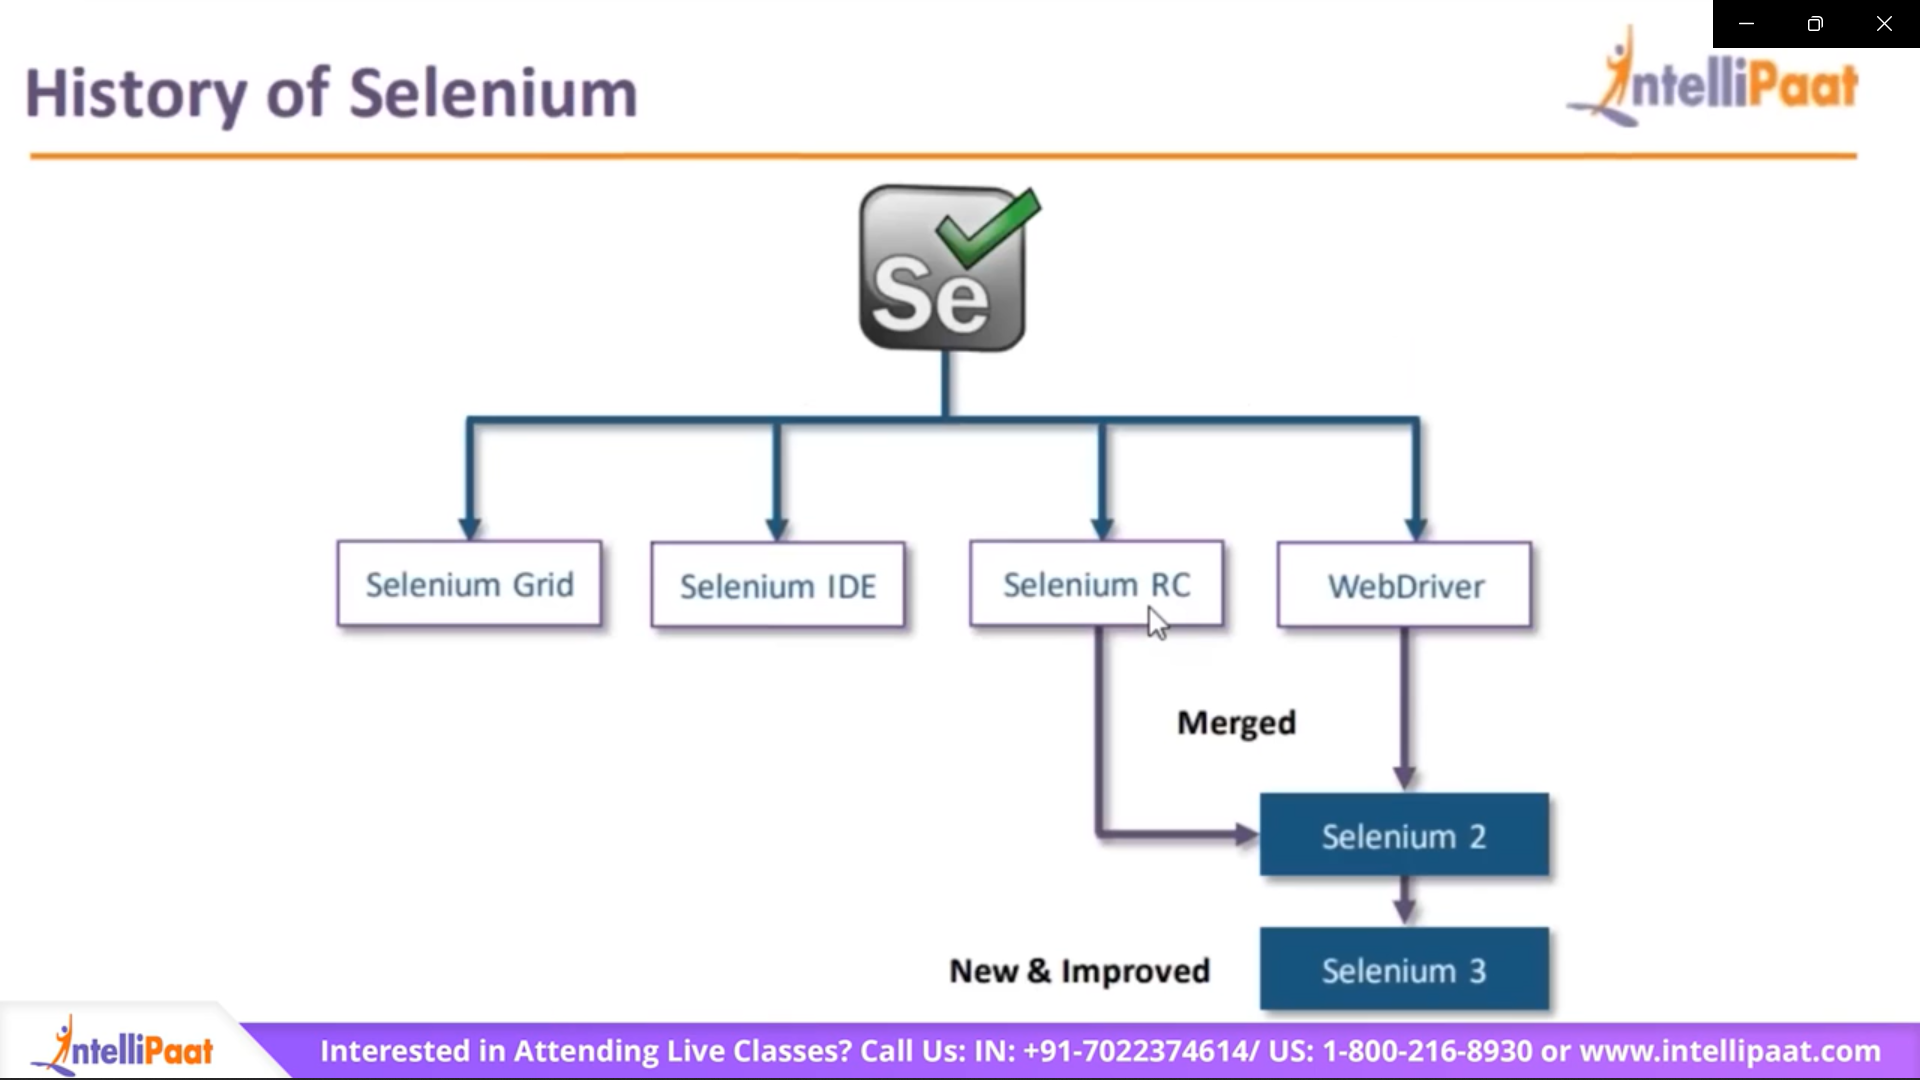 History of Selenium
IntelliPaat
Se
Selenium Grid
Selenium IDE
Selenium RC
WebDriver
Merged
Selenium 2
New & Improved
Selenium 3
IntelliPaat
Interested in Attending Live Classes? Call Us: IN: +91-7022374614/ US: 1-800-216-8930 or www.intellipaat.com